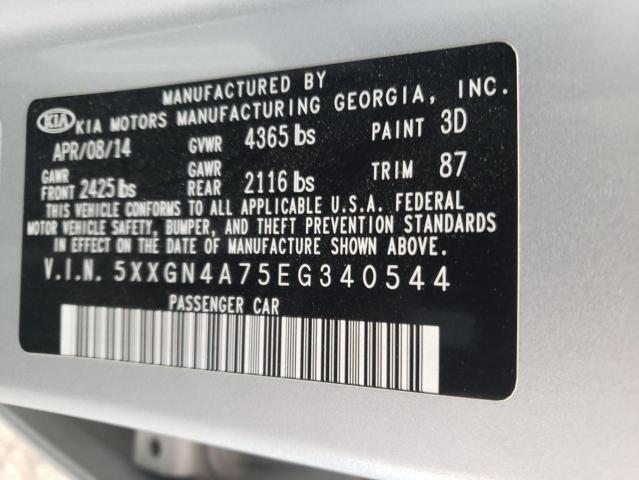 MANUFACTURED BY
KIA KIA MOTORS MANUFACTURING GEORGIA, INC.
APR/08/14 GVWR 4365 lbs PAINT 3D
GAWR FRONT 2425 lbs GAWR REAR 2116 lbs TRIM 87
THIS VEHICLE CONFORMS TO ALL APPLICABLE U.S.A. FEDERAL
MOTOR VEHICLE SAFETY, BUMPER, AND THEFT PREVENTION STANDARDS
IN EFFECT ON THE DATE OF MANUFACTURE SHOWN ABOVE.
V.I.N. 5XXGN4A75EG340544
PASSENGER CAR